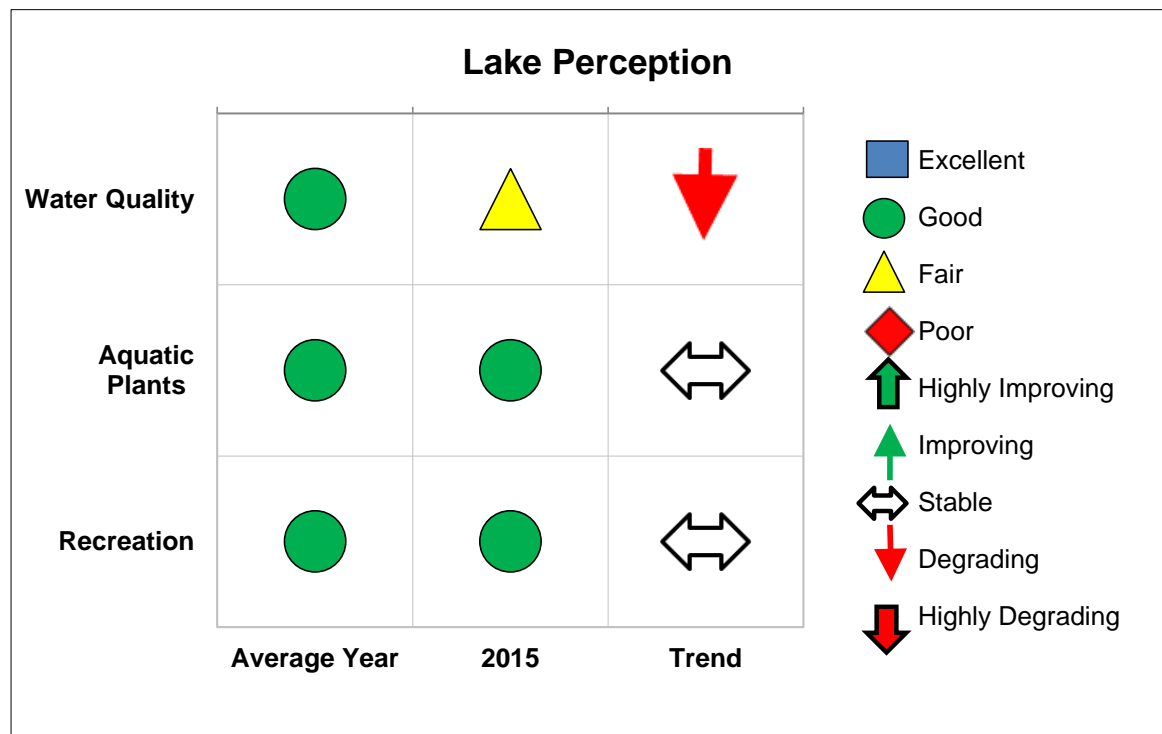 Lake Perception
Water Quality
Aquatic
Plants
Recreation
Average Year
2015
Trend
Excellent
Good
Fair
Poor
Highly Improving
Improving
Stable
Degrading
Highly Degrading